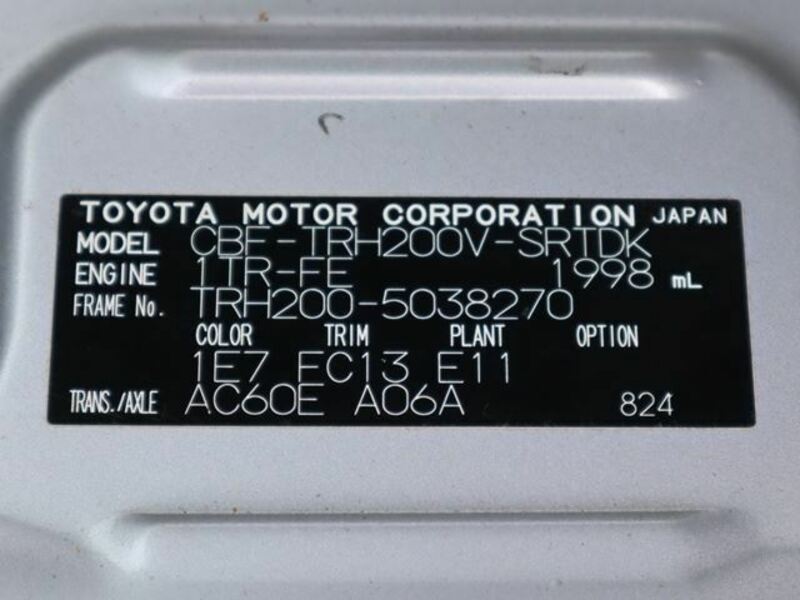 TOYOTA MOTOR CORPORATION JAPAN
MODEL CBF-TRH200V-SRTDK
ENGINE 1TR-FE 1998 mL
FRAME No. TRH200-5038270
COLOR TRIM PLANT OPTION
1E7 FC13 E11
TRANS./AXLE AC60E A06A 824